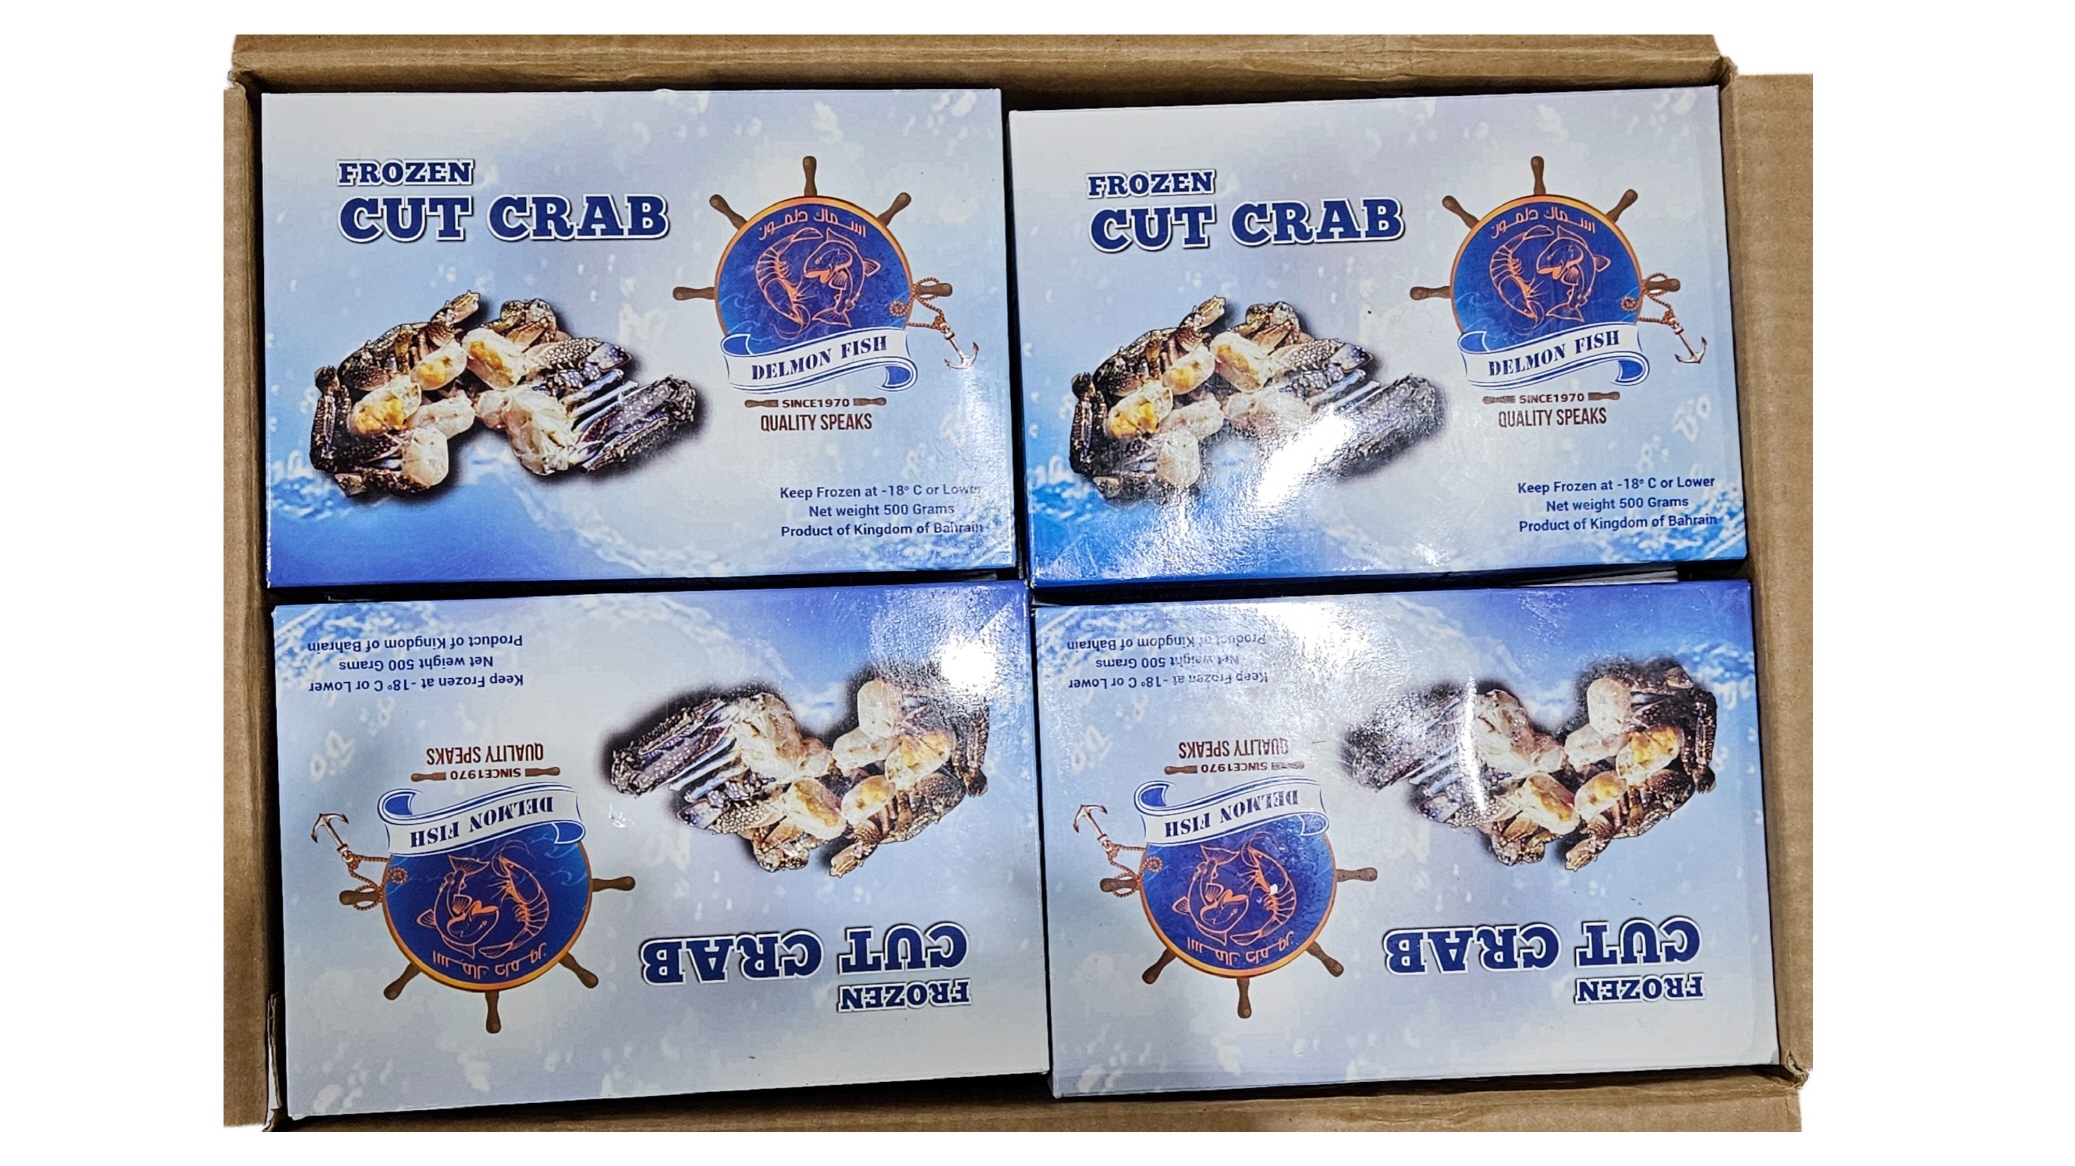 FROZEN
CUT CRAB
اسماك دلمون
DELMON FISH
SINCE1970
QUALITY SPEAKS
Keep Frozen at -18° C or Lower
Net weight 500 Grams
Product of Kingdom of Bahrain
FROZEN
CUT CRAB
اسماك دلمون
DELMON FISH
SINCE1970
QUALITY SPEAKS
Keep Frozen at -18° C or Lower
Net weight 500 Grams
Product of Kingdom of Bahrain
FROZEN
CUT CRAB
اسماك دلمون
DELMON FISH
SINCE1970
QUALITY SPEAKS
Keep Frozen at -18° C or Lower
Net weight 500 Grams
Product of Kingdom of Bahrain
FROZEN
CUT CRAB
اسماك دلمون
DELMON FISH
SINCE1970
QUALITY SPEAKS
Keep Frozen at -18° C or Lower
Net weight 500 Grams
Product of Kingdom of Bahrain